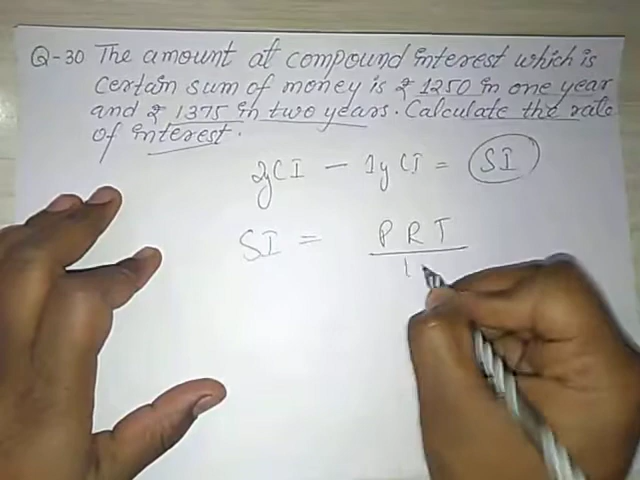 Q-30 The amount at compound interest which is
certain sum of money is ₹ 1250 in one year
and ₹ 1375 in two years. Calculate the rate
of interest.
2y CI - 1y CI = SI
SI = P R T
1